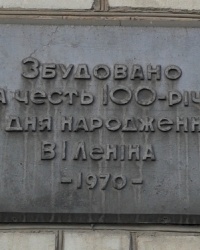 Збудовано
а честь 100-річ
дня народженн
В І Леніна
-1970-